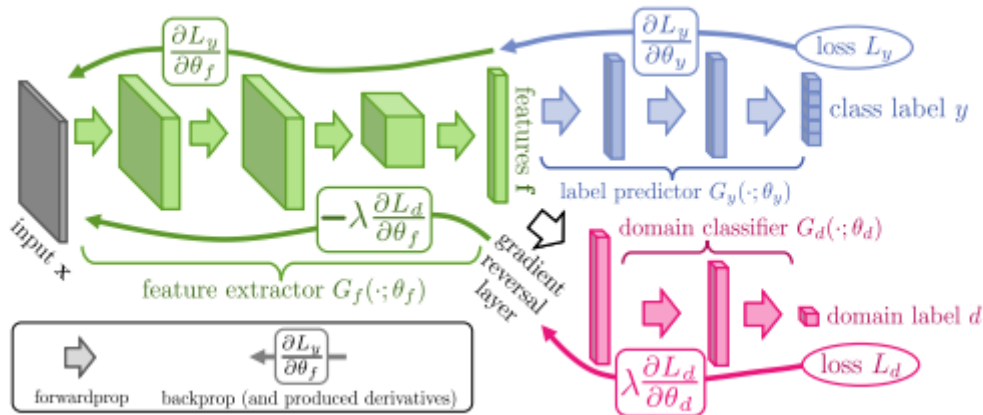 ∂L_y/∂θ_f
∂L_y/∂θ_y
loss L_y
features f
class label y
label predictor G_y(·; θ_y)
input x
−λ ∂L_d/∂θ_f
feature extractor G_f(·; θ_f)
gradient
reversal
layer
domain classifier G_d(·; θ_d)
domain label d
λ ∂L_d/∂θ_d
loss L_d
∂L_y/∂θ_f
forwardprop
backprop (and produced derivatives)